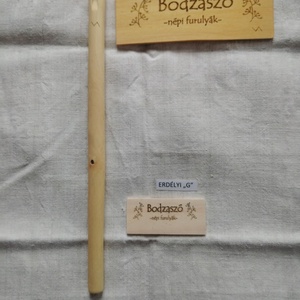 Bodzaszó
-népi furulyák-
ERDÉLYI „G"
Bodzaszó
-népi furulyák-